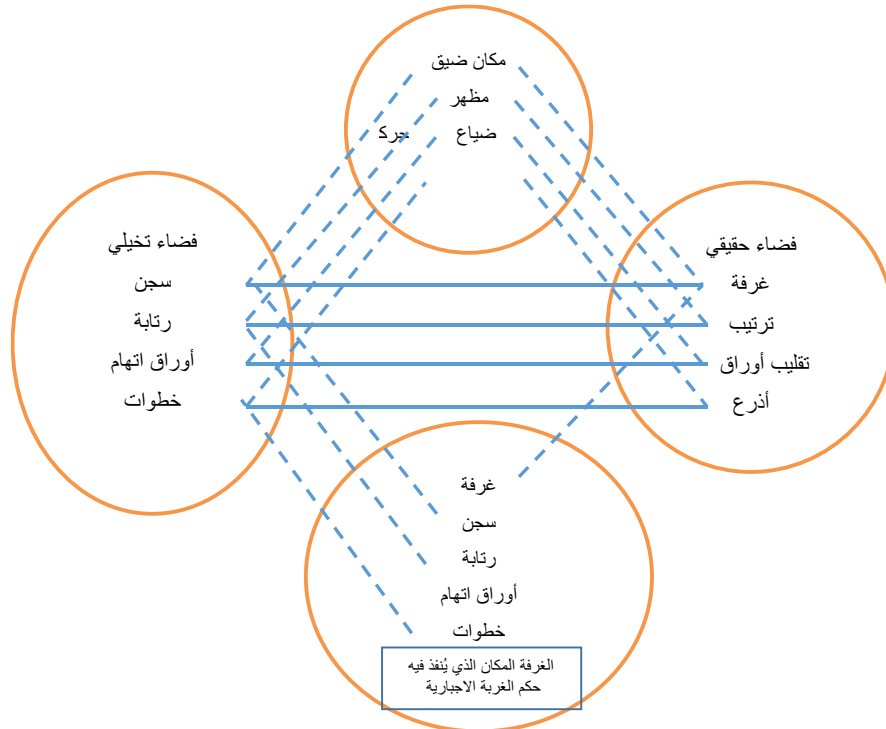 مكان ضيق
مظهر
ضياع حركـ
فضاء حقيقي
غرفة
ترتيب
تقليب أوراق
أذرع
فضاء تخيلي
سجن
رتابة
أوراق اتهام
خطوات
غرفة
سجن
رتابة
أوراق اتهام
خطوات
الغرفة المكان الذي يُنفذ فيه
حكم الغربة الاجبارية